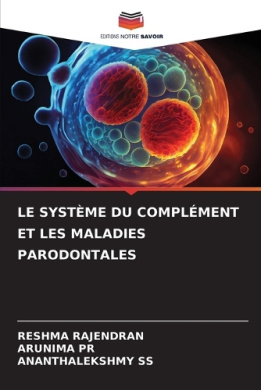 EDITIONS NOTRE SAVOIR
LE SYSTÈME DU COMPLÉMENT
ET LES MALADIES
PARODONTALES
RESHMA RAJENDRAN
ARUNIMA PR
ANANTHALEKSHMY SS